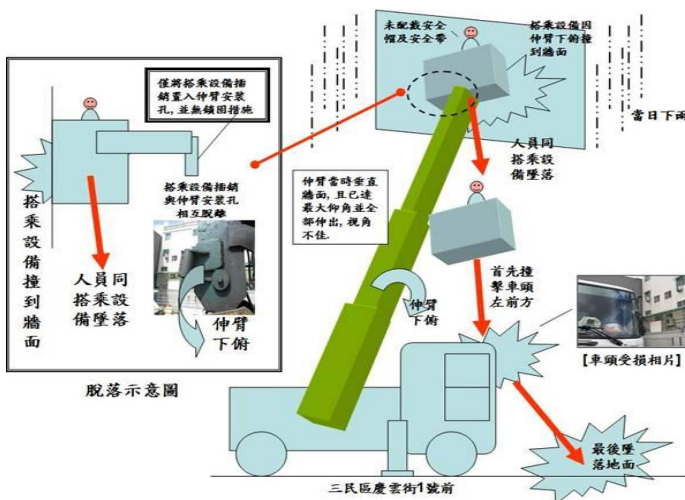 僅將搭乘設備插
銷置入伸臂安裝
孔, 並無鎖固措施
搭乘設備撞到牆面
搭乘設備插銷
與伸臂安裝孔
相互脫離
人員同
搭乘設
備墜落
伸臂
下俯
脫落示意圖
未配戴安全
帽及安全帶
搭乘設備因
伸臂下俯撞
到牆面
當日下雨
人員同
搭乘設
備墜落
伸臂當時垂直
牆面, 且已達
最大仰角並全
部伸出, 視角
不佳.
伸臂
下俯
首先撞
擊車頭
左前方
[車頭受損相片]
最後墜
落地面
三民區慶雲街1號前